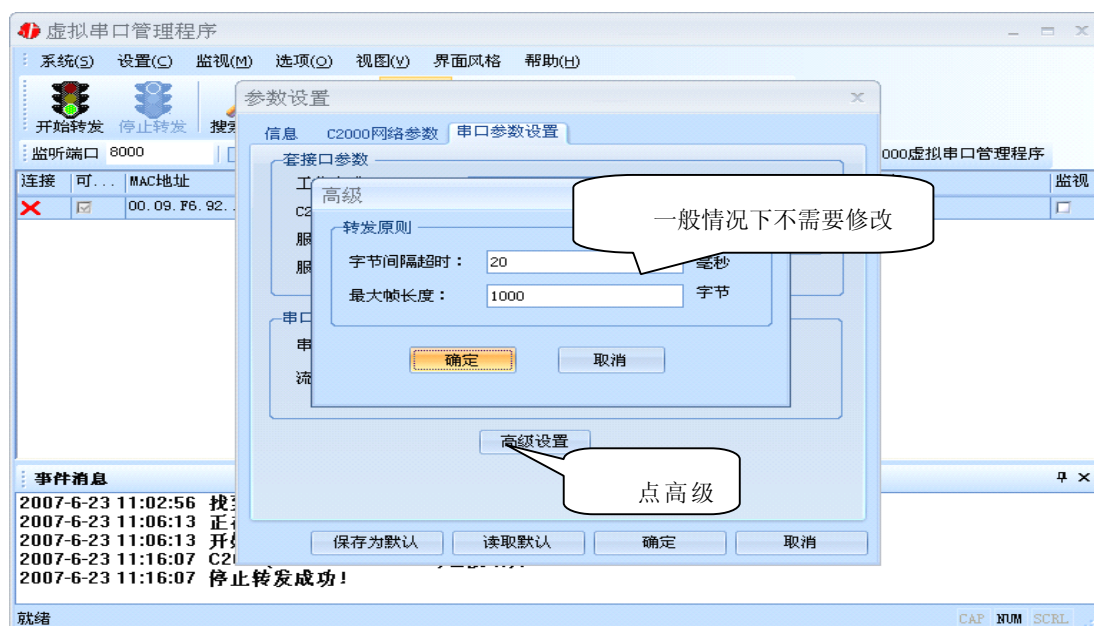 虚拟串口管理程序
系统(S) 设置(C) 监视(M) 选项(O) 视图(V) 界面风格 帮助(H)
开始转发 停止转发
监听端口 8000
000虚拟串口管理程序
连接 可... MAC地址 监视
00.09.F6.92.
参数设置
信息 C2000网络参数 串口参数设置
套接口参数
高级
转发原则
一般情况下不需要修改
字节间隔超时： 20 毫秒
最大帧长度： 1000 字节
确定 取消
高级设置
点高级
保存为默认 读取默认 确定 取消
事件消息
2007-6-23 11:02:56
2007-6-23 11:06:13
2007-6-23 11:06:13
2007-6-23 11:16:07
2007-6-23 11:16:07 停止转发成功!
就绪 CAP NUM SCRL